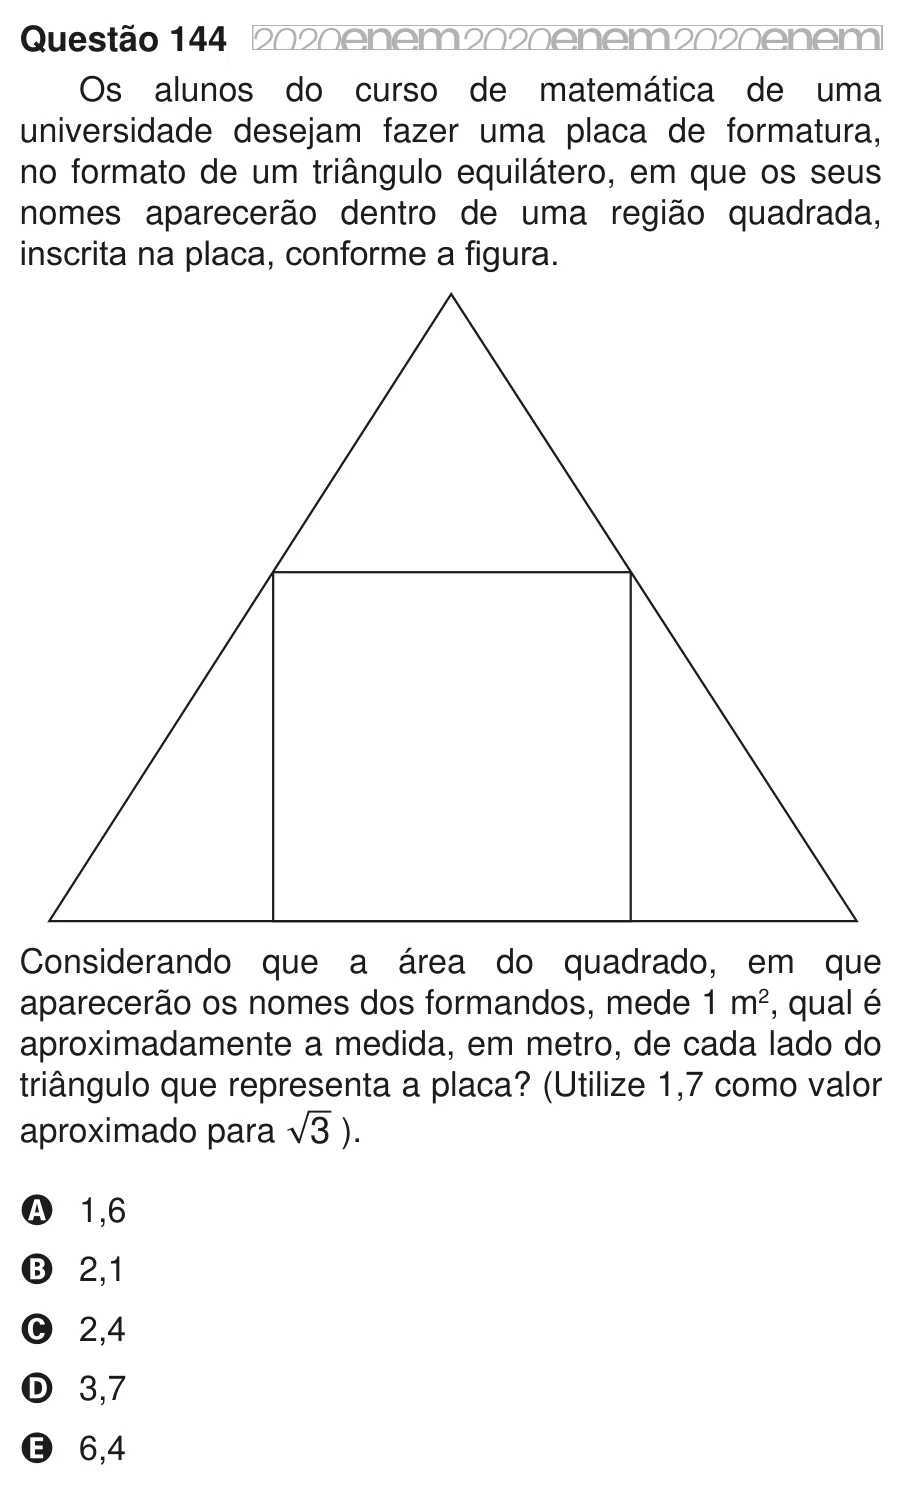 Questão 144 2020enem2020enem2020enem
Os alunos do curso de matemática de uma
universidade desejam fazer uma placa de formatura,
no formato de um triângulo equilátero, em que os seus
nomes aparecerão dentro de uma região quadrada,
inscrita na placa, conforme a figura.
Considerando que a área do quadrado, em que
aparecerão os nomes dos formandos, mede 1 m², qual é
aproximadamente a medida, em metro, de cada lado do
triângulo que representa a placa? (Utilize 1,7 como valor
aproximado para √3 ).
A 1,6
B 2,1
C 2,4
D 3,7
E 6,4